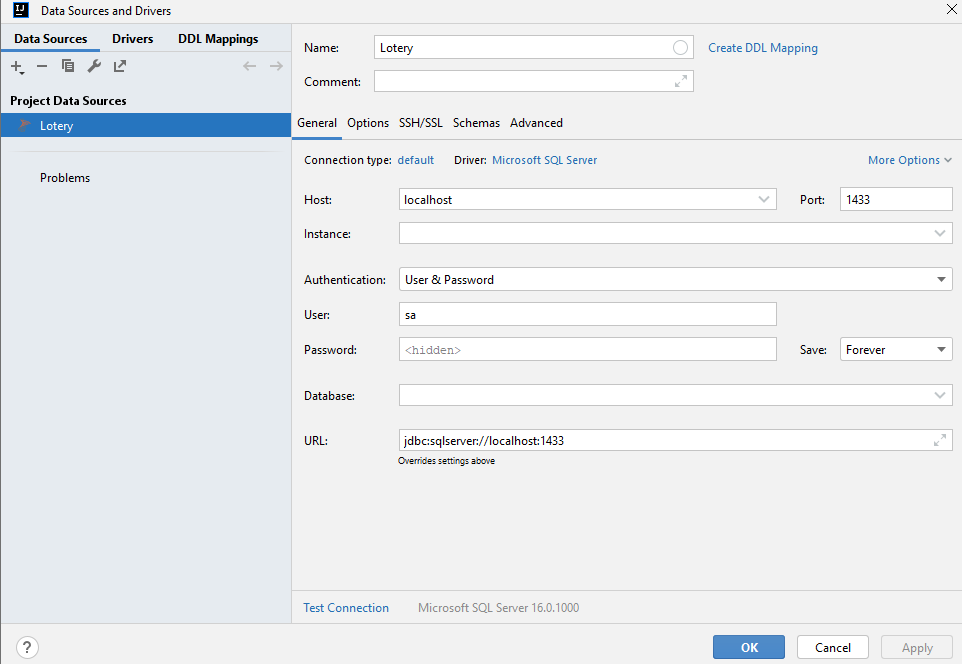 Data Sources and Drivers
Data Sources Drivers DDL Mappings
Project Data Sources
Lotery
Problems
Name: Lotery Create DDL Mapping
Comment:
General Options SSH/SSL Schemas Advanced
Connection type: default Driver: Microsoft SQL Server More Options
Host: localhost Port: 1433
Instance:
Authentication: User & Password
User: sa
Password: <hidden> Save: Forever
Database:
URL: jdbc:sqlserver://localhost:1433
Overrides settings above
Test Connection Microsoft SQL Server 16.0.1000
? OK Cancel Apply